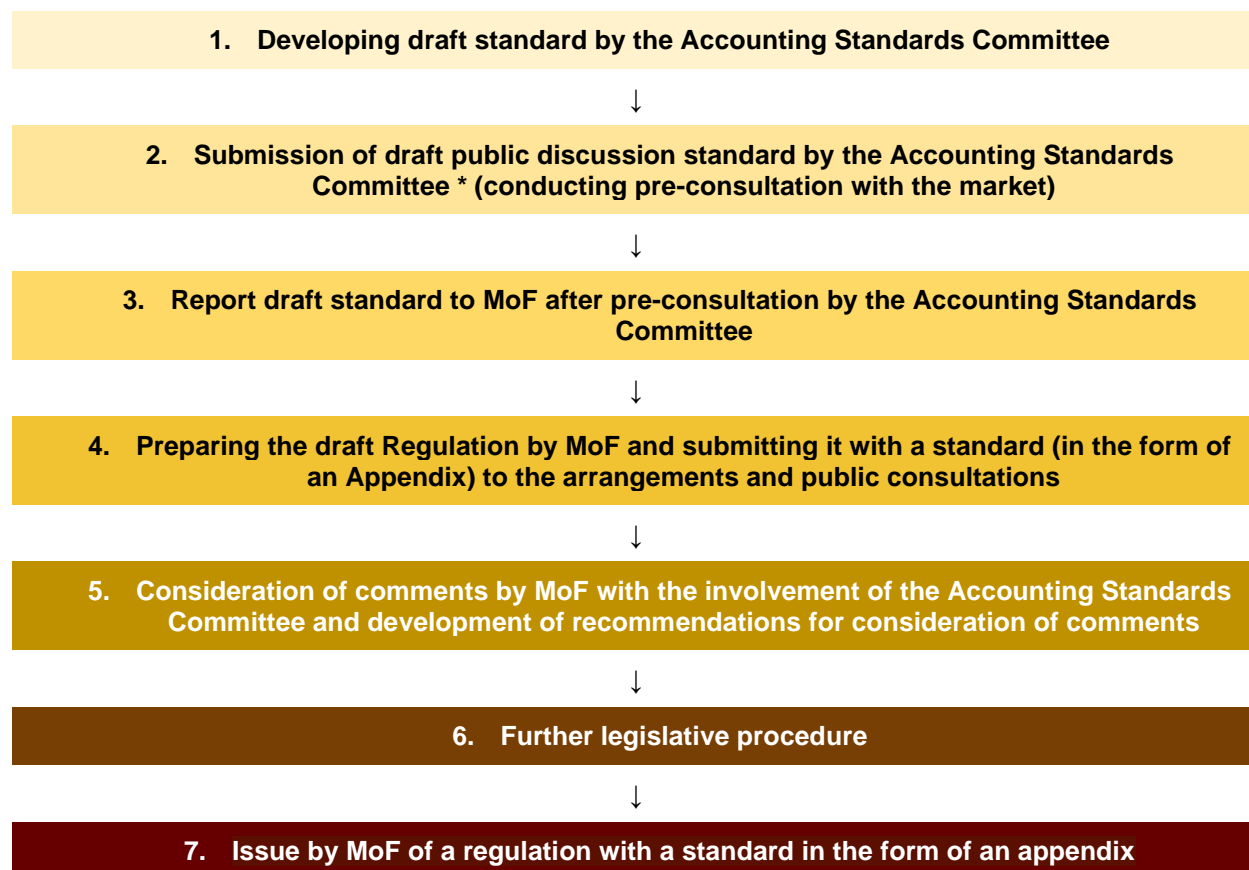 1. Developing draft standard by the Accounting Standards Committee
↓
2. Submission of draft public discussion standard by the Accounting Standards
Committee * (conducting pre-consultation with the market)
↓
3. Report draft standard to MoF after pre-consultation by the Accounting Standards
Committee
↓
4. Preparing the draft Regulation by MoF and submitting it with a standard (in the form of
an Appendix) to the arrangements and public consultations
↓
5. Consideration of comments by MoF with the involvement of the Accounting Standards
Committee and development of recommendations for consideration of comments
↓
6. Further legislative procedure
↓
7. Issue by MoF of a regulation with a standard in the form of an appendix